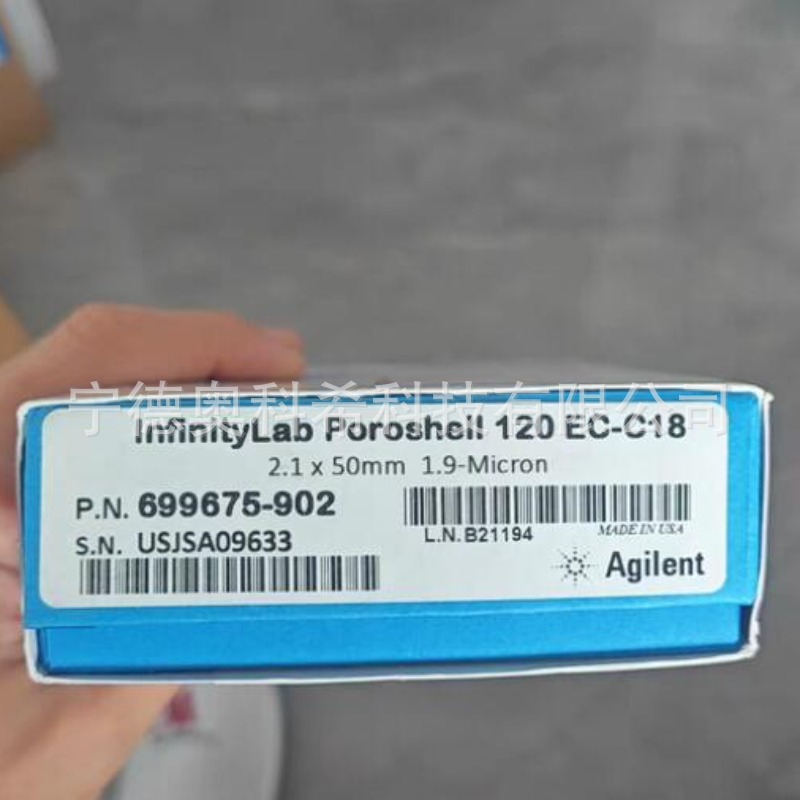 宁德奥科希科技有限公司
InfinityLab Poroshell 120 EC-C18
2.1 x 50mm 1.9-Micron
P.N. 699675-902
S.N. USJSA09633
L.N. B21194
MADE IN USA
Agilent